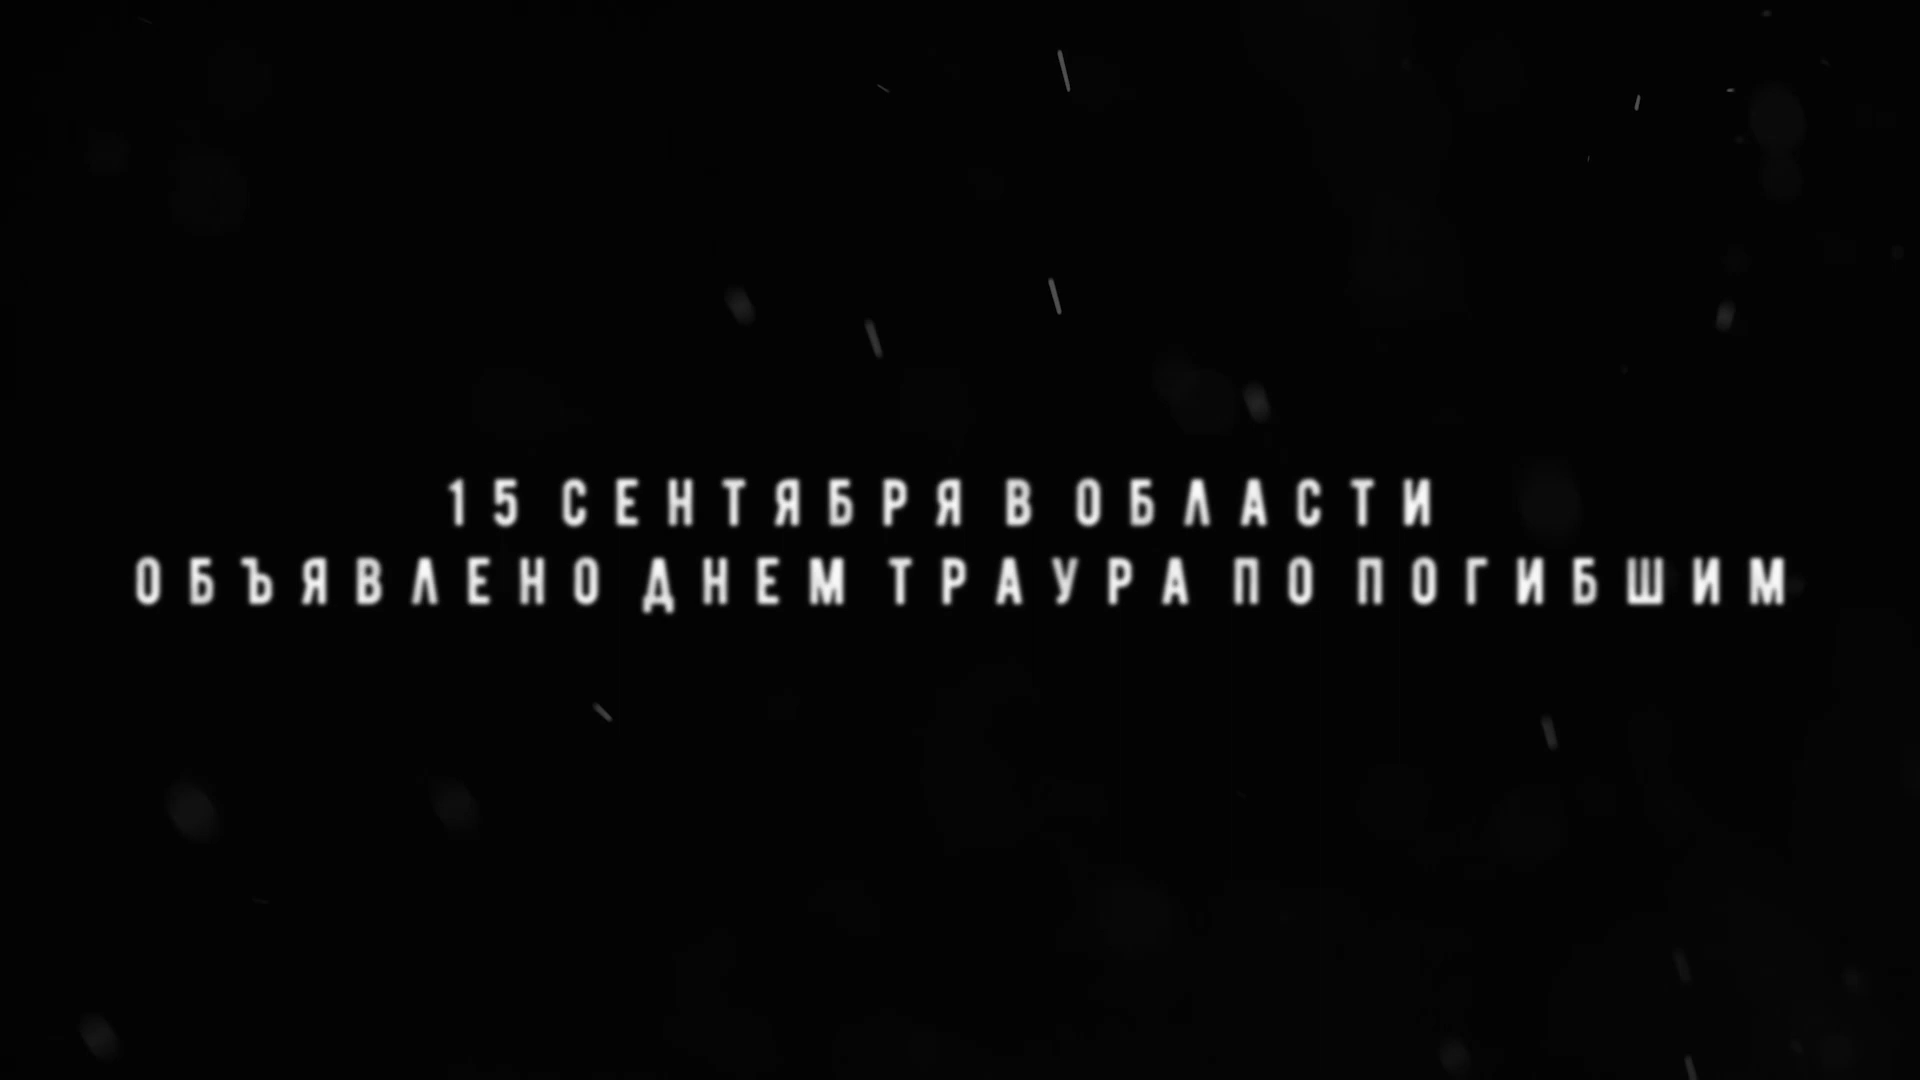 15 СЕНТЯБРЯ В ОБЛАСТИ
ОБЪЯВЛЕНО ДНЕМ ТРАУРА ПО ПОГИБШИМ